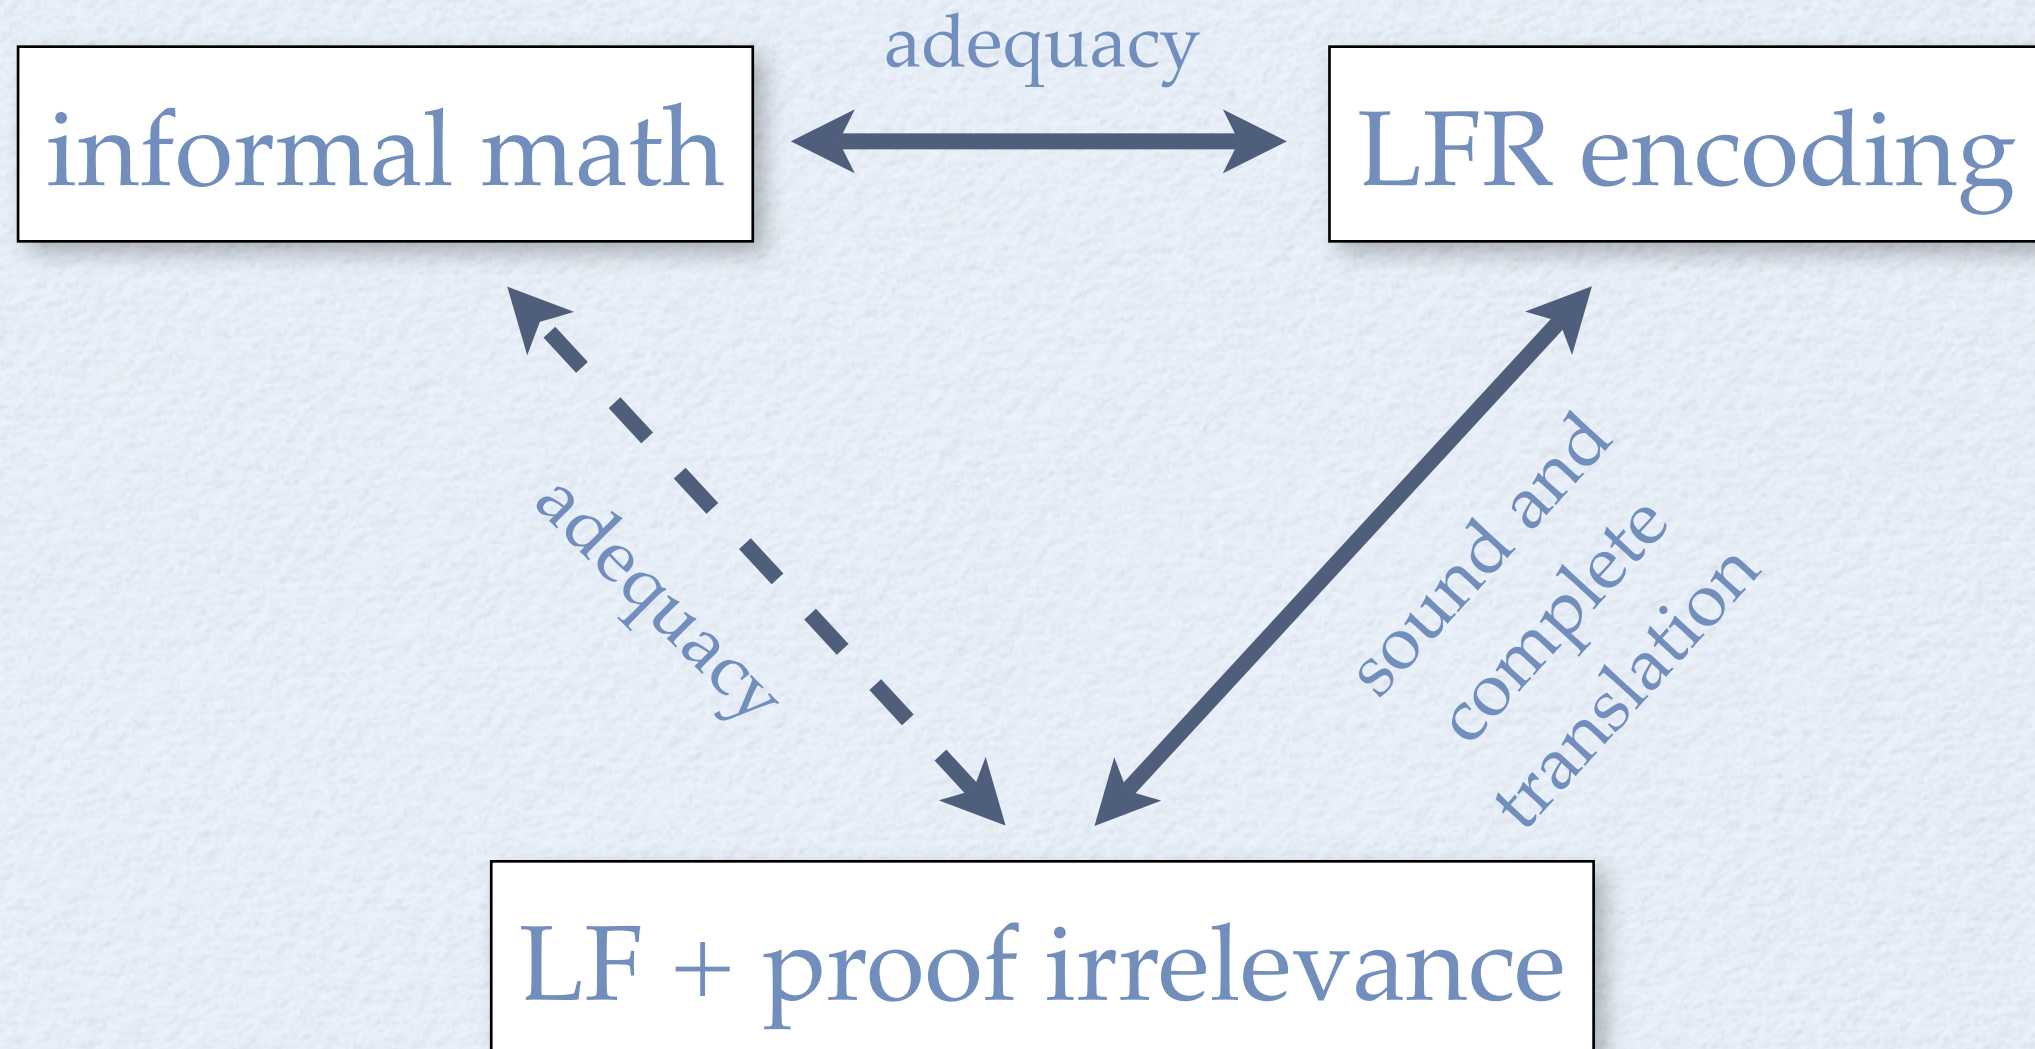 adequacy
informal math
LFR encoding
adequacy
sound and
complete
translation
LF + proof irrelevance